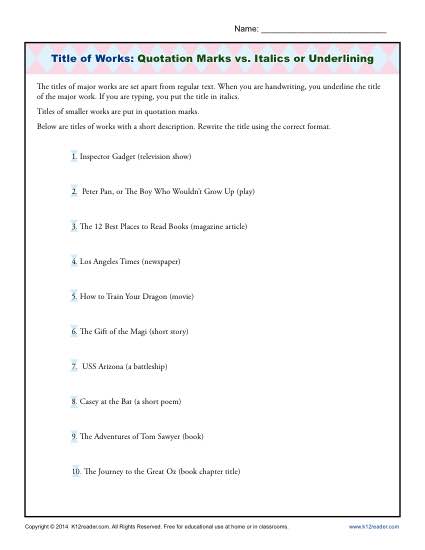 Name: ______________________________
Title of Works: Quotation Marks vs. Italics or Underlining
The titles of major works are set apart from regular text. When you are handwriting, you underline the title
of the major work. If you are typing, you put the title in italics.
Titles of smaller works are put in quotation marks.
Below are titles of works with a short description. Rewrite the title using the correct format.
1. Inspector Gadget (television show)
2. Peter Pan, or The Boy Who Wouldn't Grow Up (play)
3. The 12 Best Places to Read Books (magazine article)
4. Los Angeles Times (newspaper)
5. How to Train Your Dragon (movie)
6. The Gift of the Magi (short story)
7. USS Arizona (a battleship)
8. Casey at the Bat (a short poem)
9. The Adventures of Tom Sawyer (book)
10. The Journey to the Great Oz (book chapter title)
Copyright © 2014 K12reader.com. All Rights Reserved. Free for educational use at home or in classrooms. www.k12reader.com